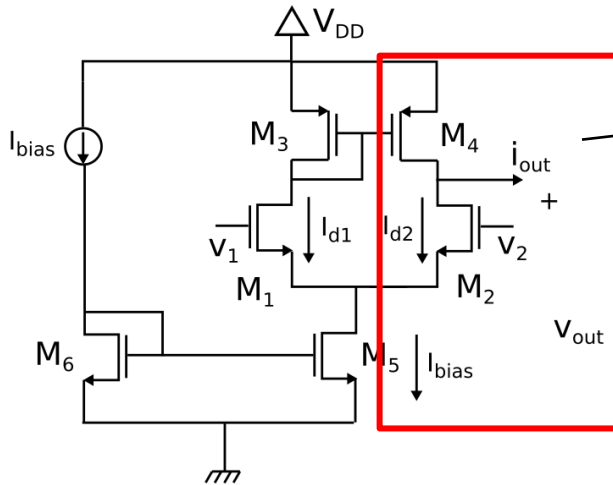 V_DD
I_bias
M_3
M_4
i_out
+
I_d1
I_d2
v_1
v_2
M_1
M_2
v_out
M_6
M_5
I_bias